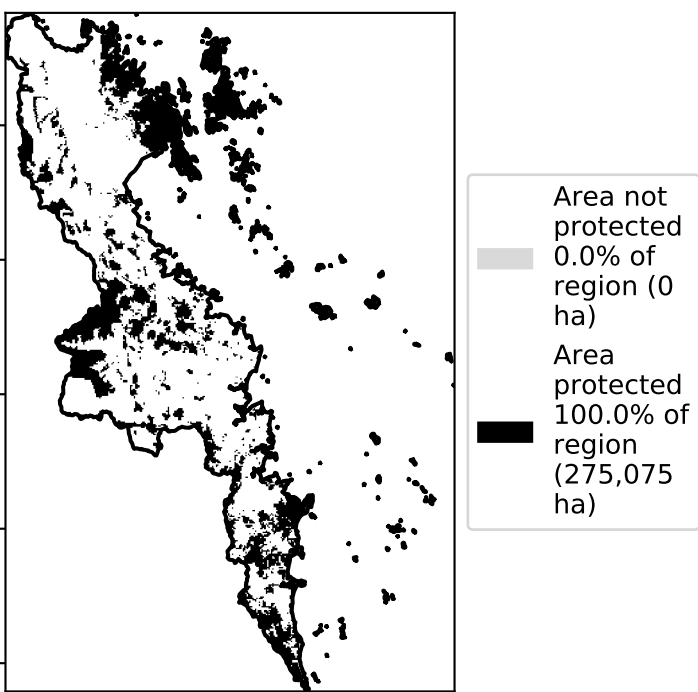 Area not
protected
0.0% of
region (0
ha)
Area
protected
100.0% of
region
(275,075
ha)